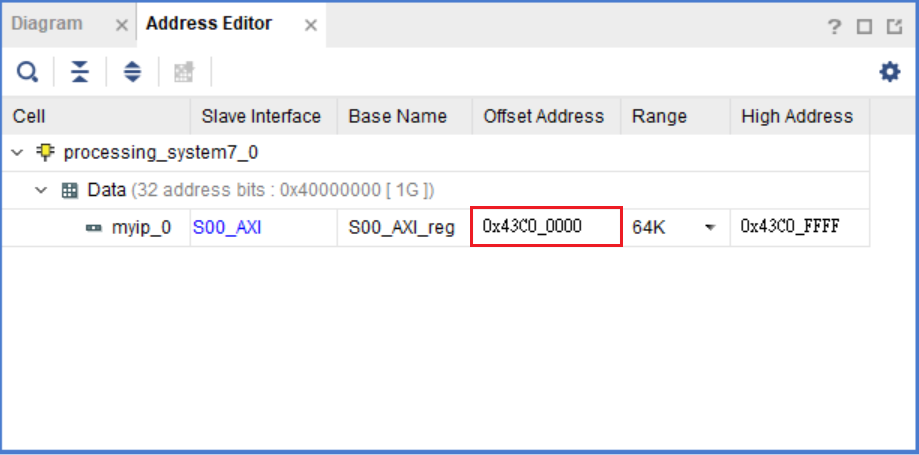 Diagram × Address Editor × ?
Cell Slave Interface Base Name Offset Address Range High Address
processing_system7_0
Data (32 address bits : 0x40000000 [ 1G ])
myip_0 S00_AXI S00_AXI_reg 0x43C0_0000 64K 0x43C0_FFFF